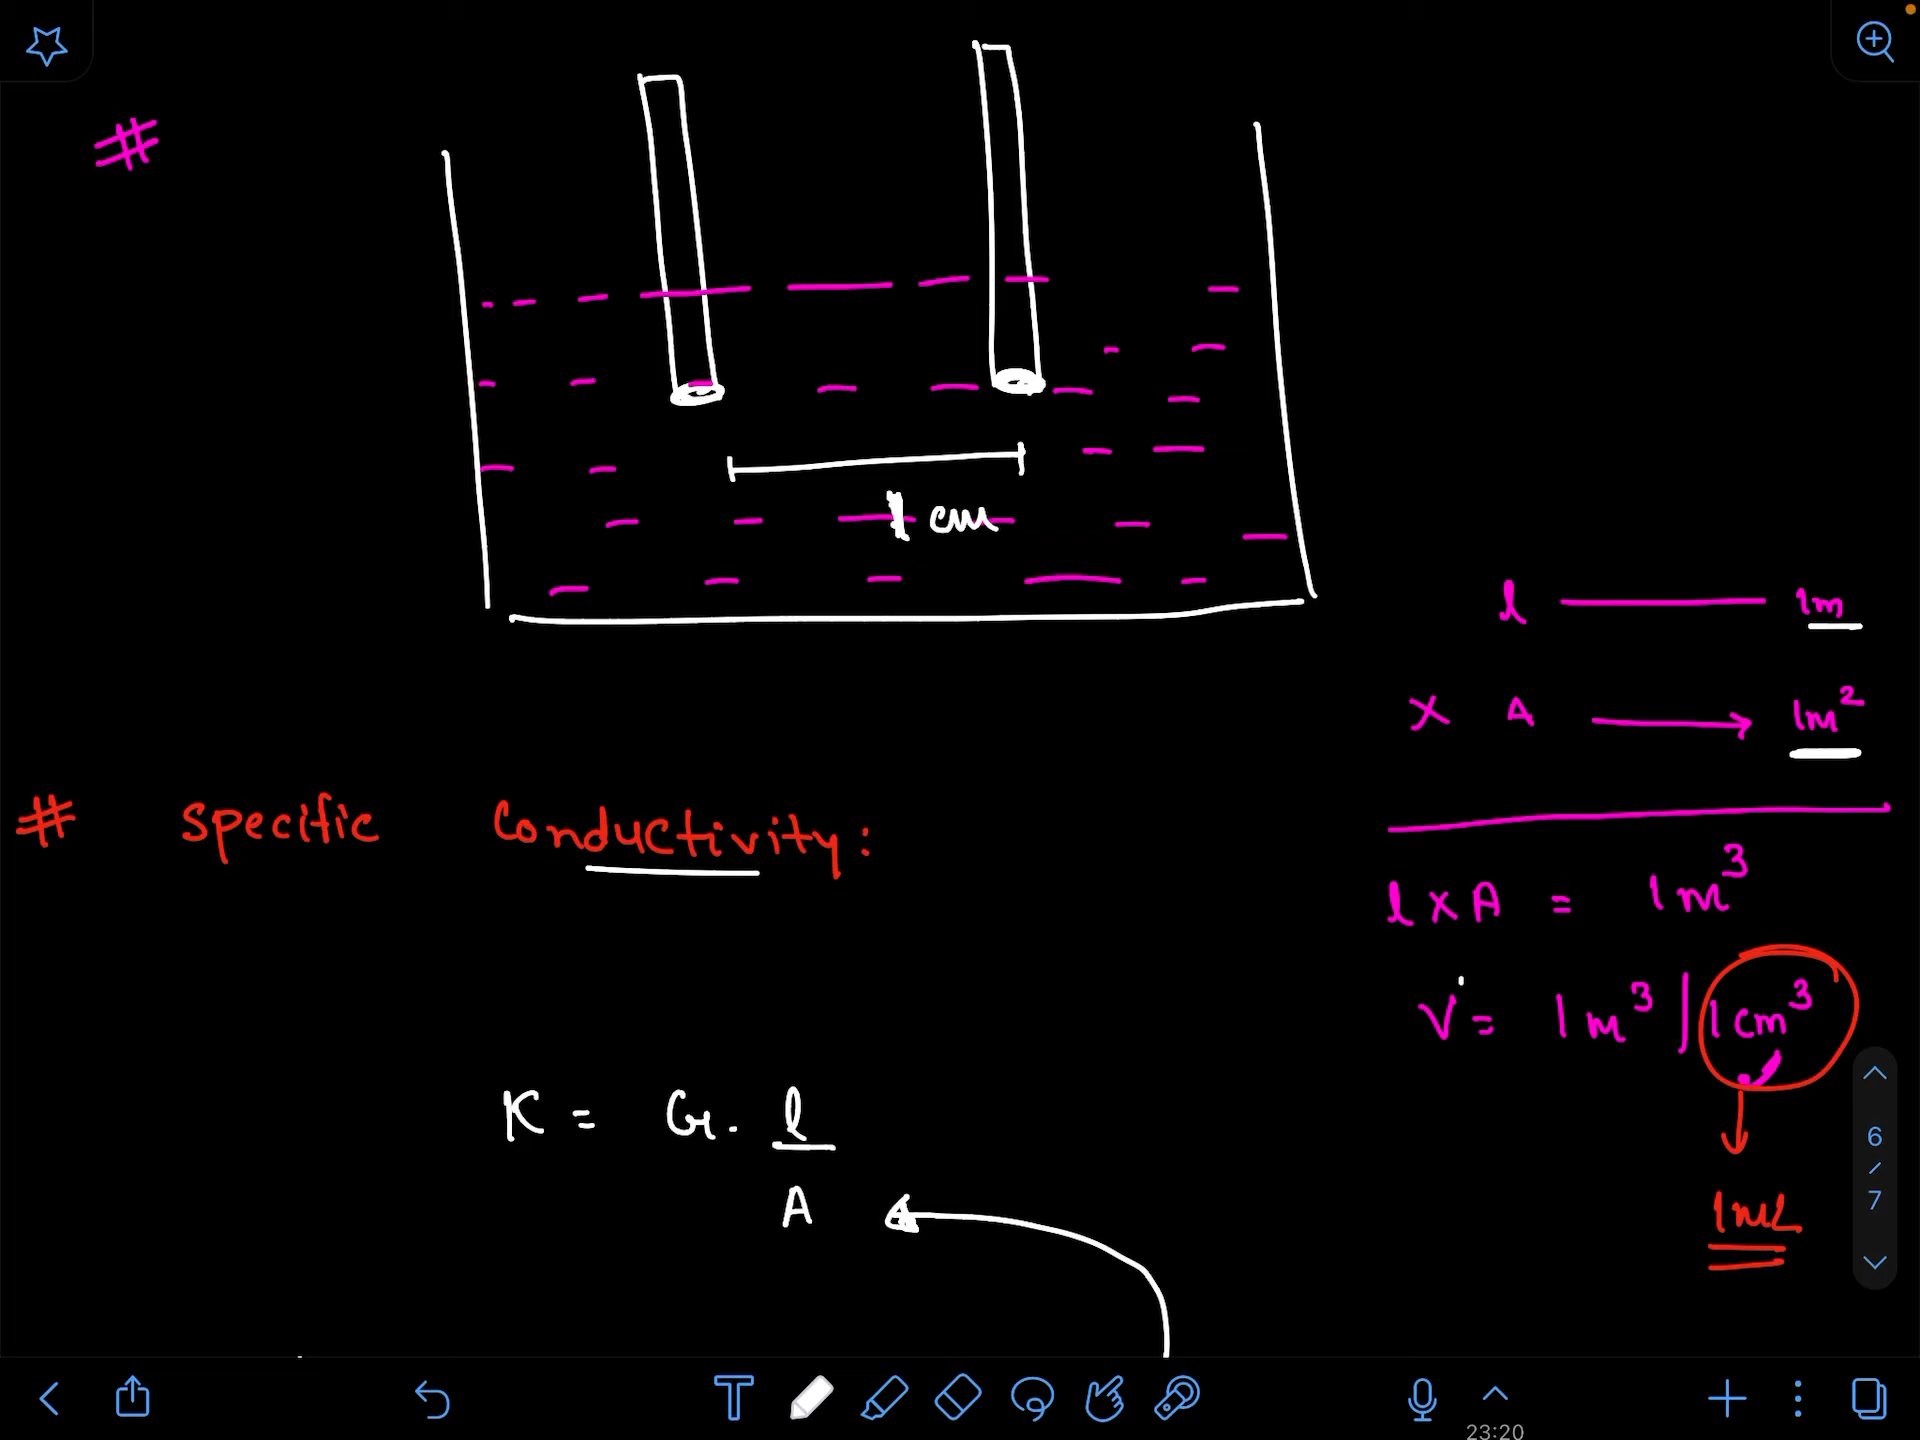 #
1 cm
l — 1m
X A → 1m²
# Specific Conductivity:
l x A = 1m³
V = 1m³ | 1cm³
K = G. l
A
1mL
6
/
7
T
23:20